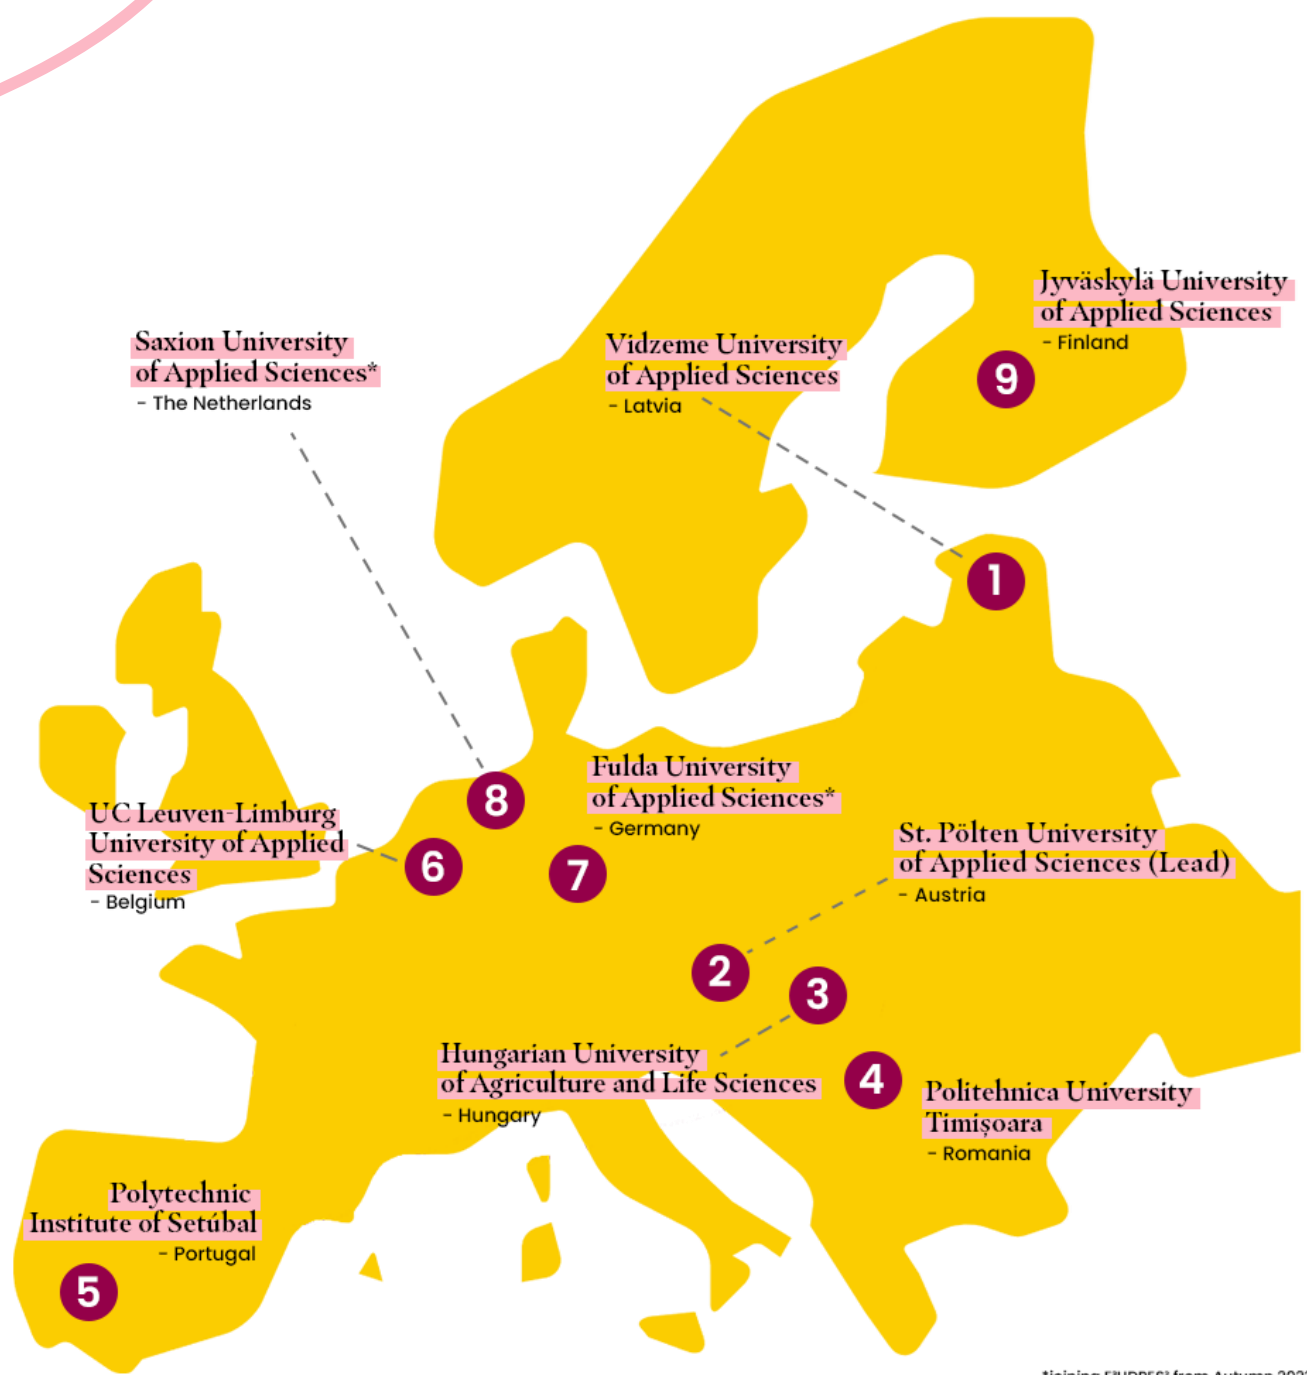 Jyväskylä University
of Applied Sciences
- Finland
9
Saxion University
of Applied Sciences*
- The Netherlands
Vidzeme University
of Applied Sciences
- Latvia
1
8
Fulda University
of Applied Sciences*
- Germany
7
UC Leuven-Limburg
University of Applied
Sciences
- Belgium
6
St. Pölten University
of Applied Sciences (Lead)
- Austria
2
3
Hungarian University
of Agriculture and Life Sciences
- Hungary
4
Politehnica University
Timișoara
- Romania
Polytechnic
Institute of Setúbal
- Portugal
5
from Autumn